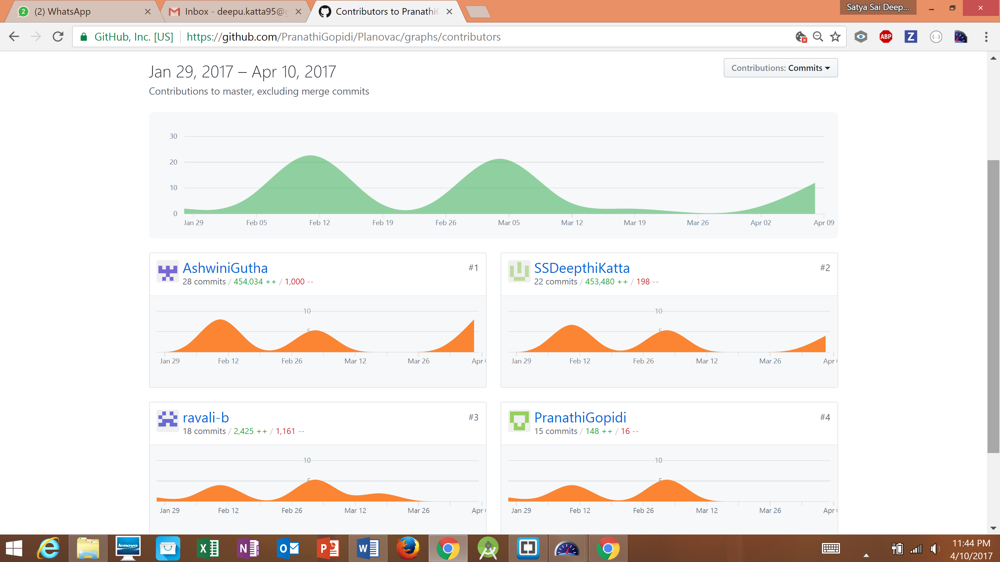 2 (2) WhatsApp
Inbox - deepu.katta95@
Contributors to Pranathi
Satya Sai Deep...
GitHub, Inc. [US] https://github.com/PranathiGopidi/Planovac/graphs/contributors
ABP Z {...}
Jan 29, 2017 – Apr 10, 2017
Contributions: Commits
Contributions to master, excluding merge commits
30
20
10
0
Jan 29 Feb 05 Feb 12 Feb 19 Feb 26 Mar 05 Mar 12 Mar 19 Mar 26 Apr 02 Apr 09
AshwiniGutha #1
28 commits / 454,034 ++ / 1,000 --
10
5
Jan 29 Feb 12 Feb 26 Mar 12 Mar 26 Apr
SSDeepthiKatta #2
22 commits / 453,480 ++ / 198 --
10
5
Jan 29 Feb 12 Feb 26 Mar 12 Mar 26 Apr
ravali-b #3
18 commits / 2,425 ++ / 1,161 --
10
5
Jan 29 Feb 12 Feb 26 Mar 12 Mar 26 Apr
PranathiGopidi #4
15 commits / 148 ++ / 16 --
10
5
Jan 29 Feb 12 Feb 26 Mar 12 Mar 26 Apr
lenovo
11:44 PM
4/10/2017